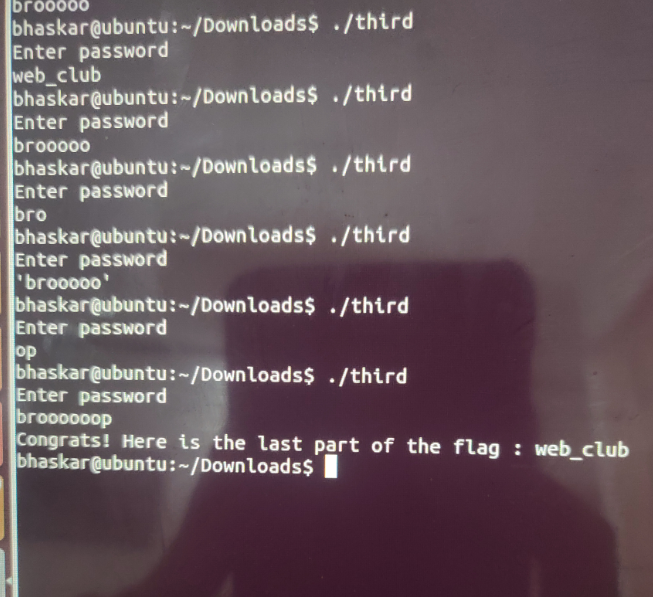 brooooo
bhaskar@ubuntu:~/Downloads$ ./third
Enter password
web_club
bhaskar@ubuntu:~/Downloads$ ./third
Enter password
brooooo
bhaskar@ubuntu:~/Downloads$ ./third
Enter password
bro
bhaskar@ubuntu:~/Downloads$ ./third
Enter password
'brooooo'
bhaskar@ubuntu:~/Downloads$ ./third
Enter password
op
bhaskar@ubuntu:~/Downloads$ ./third
Enter password
broooooop
Congrats! Here is the last part of the flag : web_club
bhaskar@ubuntu:~/Downloads$